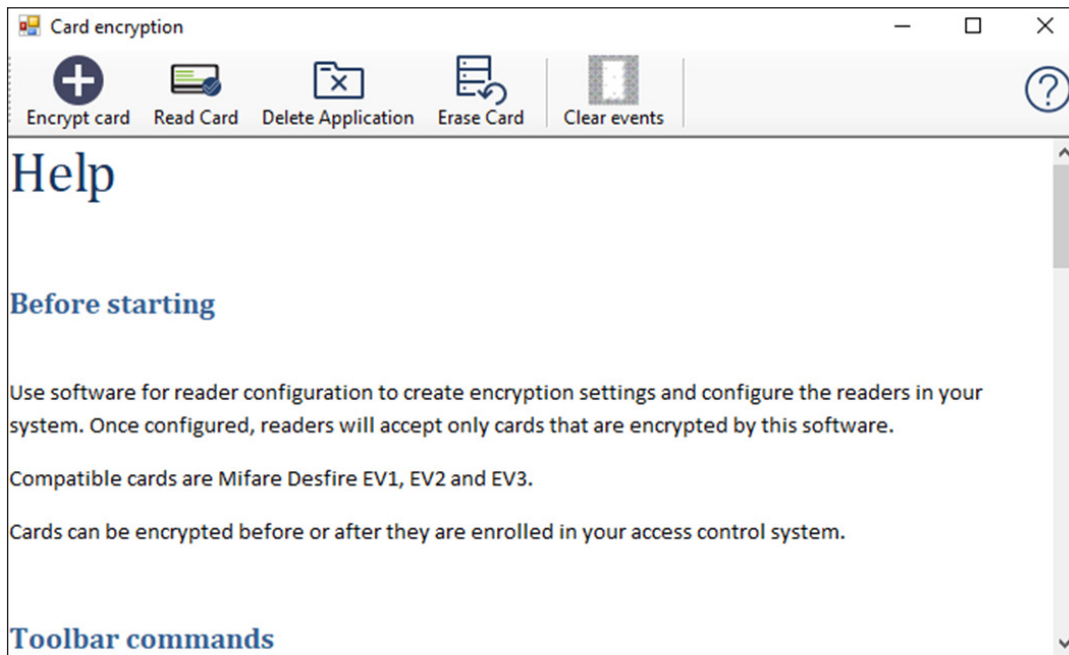 Card encryption
Encrypt card
Read Card
Delete Application
Erase Card
Clear events
Help
Before starting
Use software for reader configuration to create encryption settings and configure the readers in your
system. Once configured, readers will accept only cards that are encrypted by this software.
Compatible cards are Mifare Desfire EV1, EV2 and EV3.
Cards can be encrypted before or after they are enrolled in your access control system.
Toolbar commands